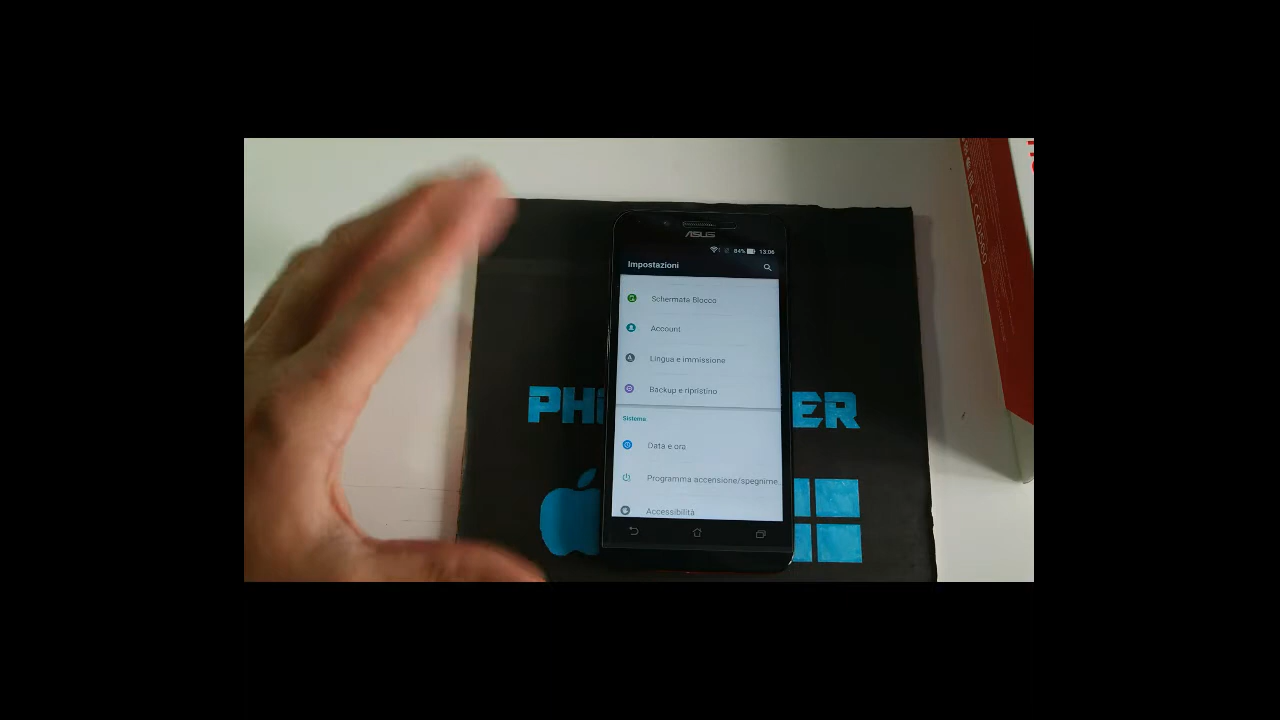 ASUS
84% 13:06
Impostazioni
Schermata Blocco
Account
Lingua e immissione
Backup e ripristino
Sistema
Data e ora
Programma accensione/spegnime...
Accessibilità
PH
ER